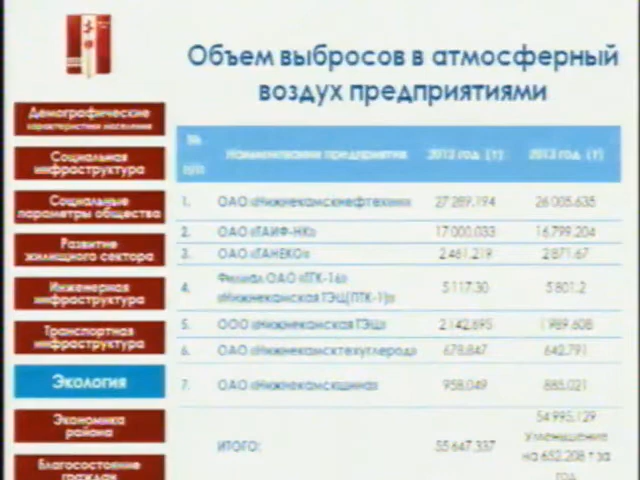 Объем выбросов в атмосферный
воздух предприятиями
Демографические
характеристики населения
Социальная
инфраструктура
Социальные
параметры общества
Развитие
жилищного сектора
Инженерная
инфраструктура
Транспортная
инфраструктура
Экология
Экономика
района
Благосостояние
граждан
№
п/п
Наименование предприятия 2012 год (т) 2013 год (т)
1. ОАО «Нижнекамскнефтехим» 27 289.194 26 005.635
2. ОАО «ТАИФ-НК» 17 000.033 16 799.204
3. ОАО «ТАНЕКО» 2 461.219 2 871.67
4. Филиал ОАО «ТГК-16»
«Нижнекамская ТЭЦ(ПТК-1)» 5 117.30 5 801.2
5. ООО «Нижнекамская ТЭЦ» 2 142.695 1 989.608
6. ОАО «Нижнекамсктехуглерод» 678.847 642.791
7. ОАО «Нижнекамскшина» 958.049 885.021
ИТОГО: 55 647.337 54 995.129
Уменьшение
на 652.208 т за
год